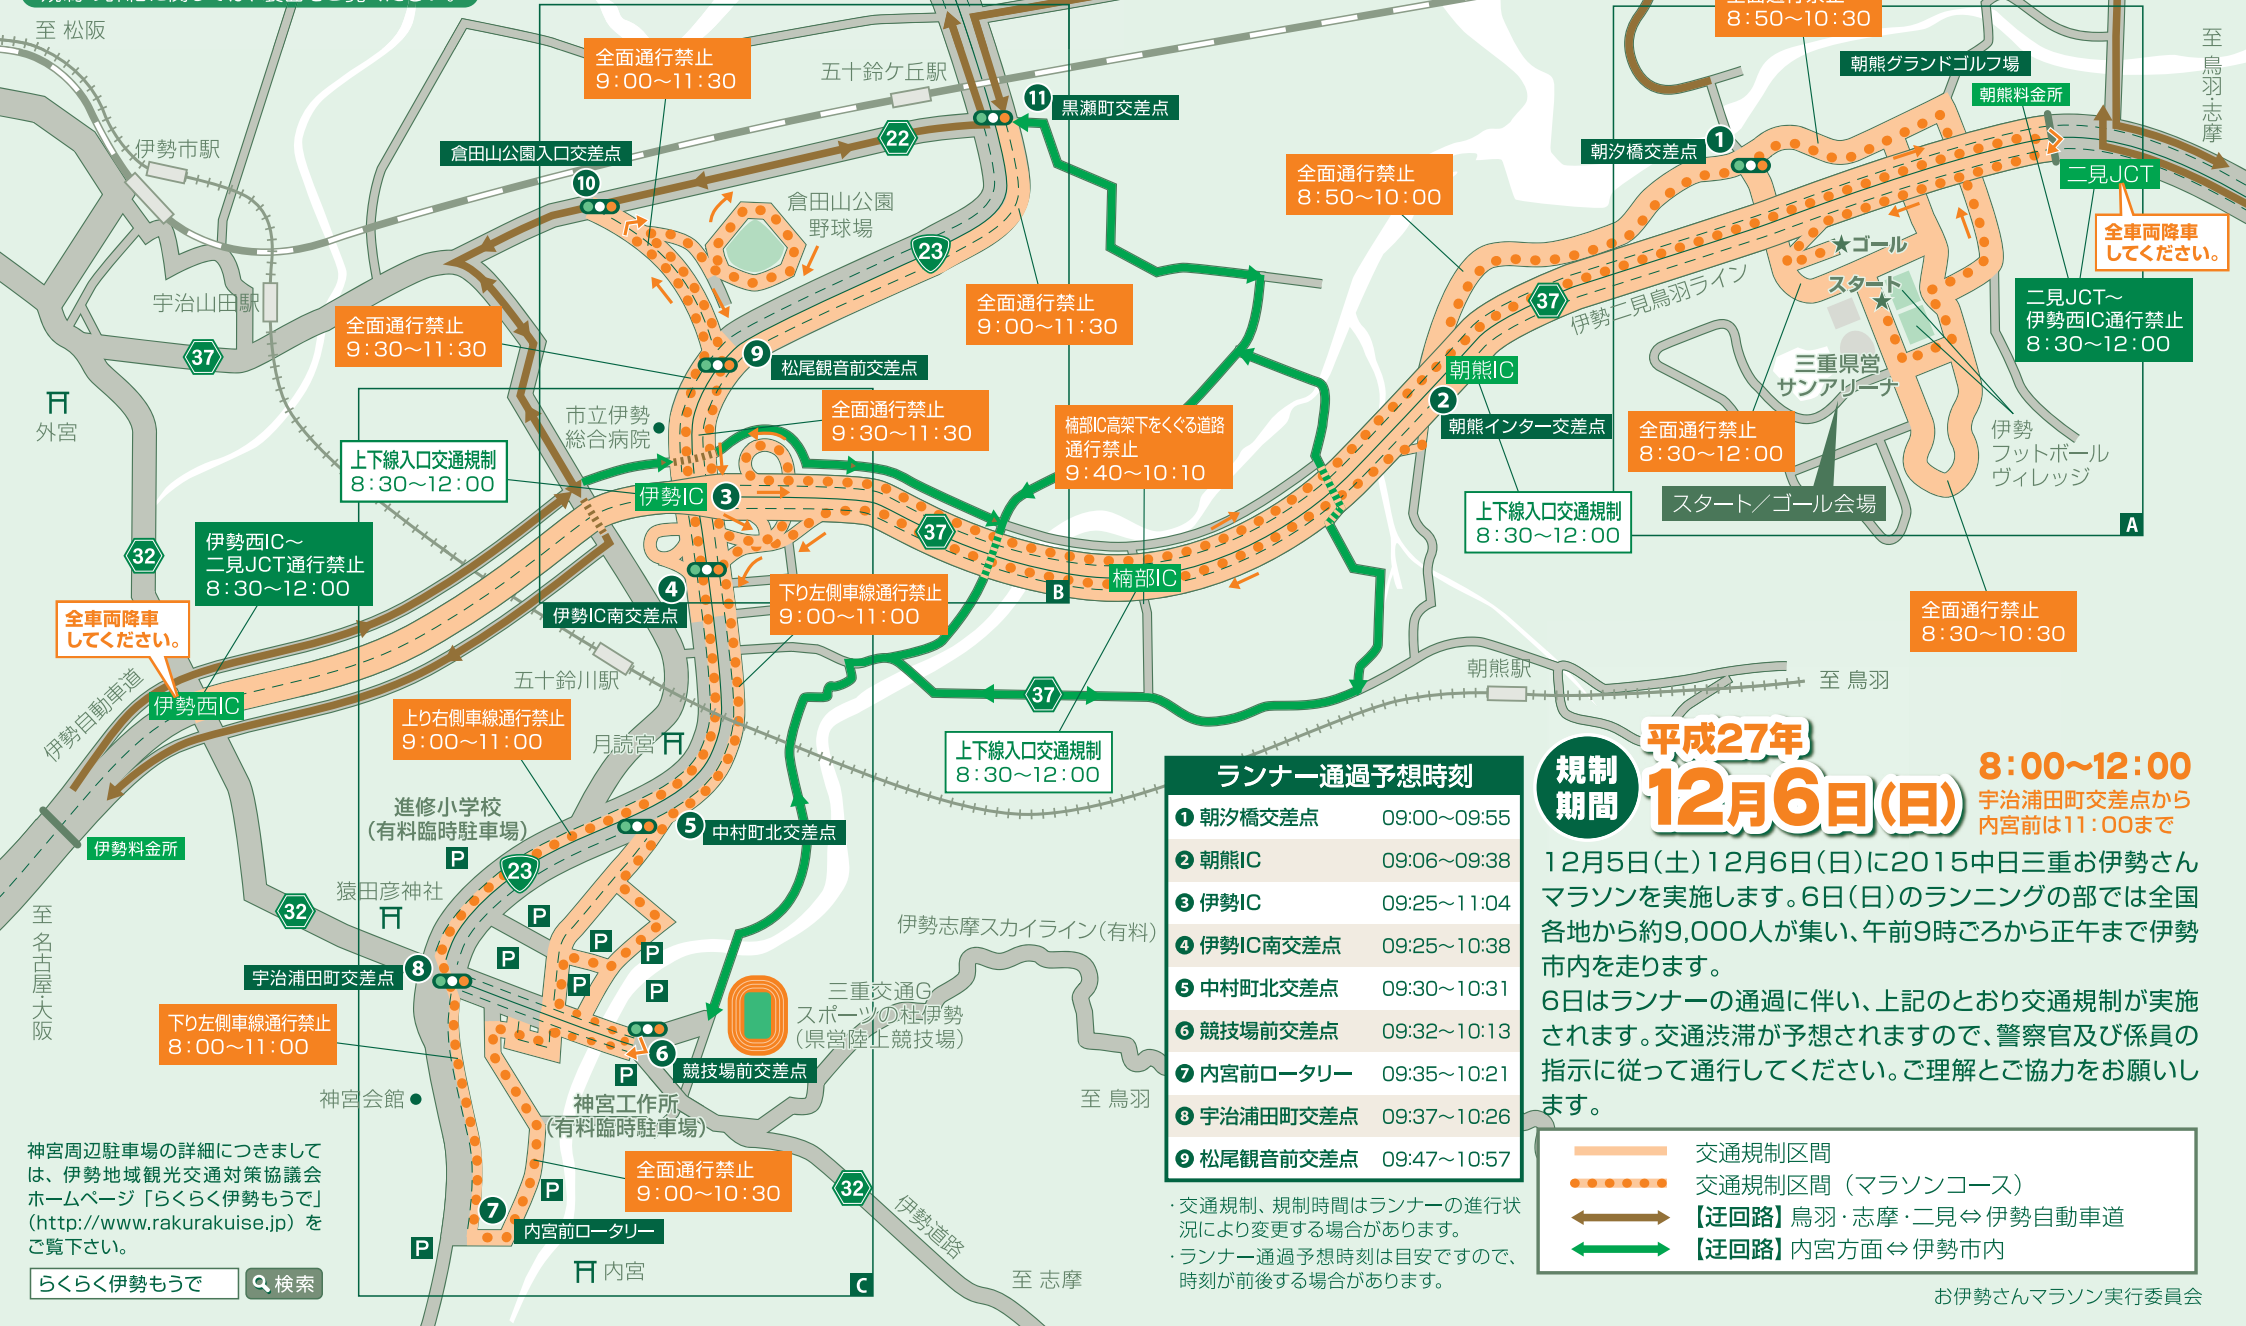 全面通行禁止
8:50〜10:30
至 松阪
全面通行禁止
9:00〜11:30
五十鈴ケ丘駅
11 黒瀬町交差点
朝熊グランドゴルフ場
朝熊料金所
至 鳥羽・志摩
伊勢市駅
倉田山公園入口交差点
10
22
朝汐橋交差点 1
二見JCT
全車両降車
してください。
全面通行禁止
8:50〜10:00
倉田山公園
野球場
23
★ゴール
スタート
★
宇治山田駅
37
伊勢二見鳥羽ライン
37
二見JCT〜
伊勢西IC通行禁止
8:30〜12:00
全面通行禁止
9:30〜11:30
全面通行禁止
9:00〜11:30
9 松尾観音前交差点
朝熊IC
2
朝熊インター交差点
三重県営
サンアリーナ
外宮
市立伊勢
総合病院
全面通行禁止
9:30〜11:30
楠部IC高架下をくぐる道路
通行禁止
9:40〜10:10
全面通行禁止
8:30〜12:00
伊勢
フットボール
ヴィレッジ
上下線入口交通規制
8:30〜12:00
伊勢IC 3
スタート／ゴール会場
上下線入口交通規制
8:30〜12:00
A
32
伊勢西IC〜
二見JCT通行禁止
8:30〜12:00
37
楠部IC
B
4
伊勢IC南交差点
下り左側車線通行禁止
9:00〜11:00
全面通行禁止
8:30〜10:30
全車両降車
してください。
伊勢西IC
伊勢自動車道
五十鈴川駅
37
朝熊駅
至 鳥羽
上り右側車線通行禁止
9:00〜11:00
月読宮
上下線入口交通規制
8:30〜12:00
伊勢料金所
進修小学校
(有料臨時駐車場)
P
5 中村町北交差点
23
猿田彦神社
32
P
P
P
P
P
P
至 名古屋・大阪
宇治浦田町交差点 8
伊勢志摩スカイライン(有料)
三重交通G
スポーツの杜伊勢
(県営陸上競技場)
下り左側車線通行禁止
8:00〜11:00
6
競技場前交差点
P
神宮会館
神宮工作所
(有料臨時駐車場)
至 鳥羽
全面通行禁止
9:00〜10:30
P
32
伊勢道路
7
内宮前ロータリー
P
内宮
至 志摩
C
神宮周辺駐車場の詳細につきまして
は、伊勢地域観光交通対策協議会
ホームページ「らくらく伊勢もうで」
(http://www.rakurakuise.jp) を
ご覧下さい。
らくらく伊勢もうで 検索
ランナー通過予想時刻
❶ 朝汐橋交差点 09:00〜09:55
❷ 朝熊IC 09:06〜09:38
❸ 伊勢IC 09:25〜11:04
❹ 伊勢IC南交差点 09:25〜10:38
❺ 中村町北交差点 09:30〜10:31
❻ 競技場前交差点 09:32〜10:13
❼ 内宮前ロータリー 09:35〜10:21
❽ 宇治浦田町交差点 09:37〜10:26
❾ 松尾観音前交差点 09:47〜10:57
・交通規制、規制時間はランナーの進行状
況により変更する場合があります。
・ランナー通過予想時刻は目安ですので、
時刻が前後する場合があります。
規制
期間
平成27年
12月6日(日)
8:00〜12:00
宇治浦田町交差点から
内宮前は11:00まで
12月5日(土)12月6日(日)に2015中日三重お伊勢さん
マラソンを実施します。6日(日)のランニングの部では全国
各地から約9,000人が集い、午前9時ごろから正午まで伊勢
市内を走ります。
6日はランナーの通過に伴い、上記のとおり交通規制が実施
されます。交通渋滞が予想されますので、警察官及び係員の
指示に従って通行してください。ご理解とご協力をお願いし
ます。
交通規制区間
交通規制区間（マラソンコース）
【迂回路】鳥羽・志摩・二見⇔伊勢自動車道
【迂回路】内宮方面⇔伊勢市内
お伊勢さんマラソン実行委員会